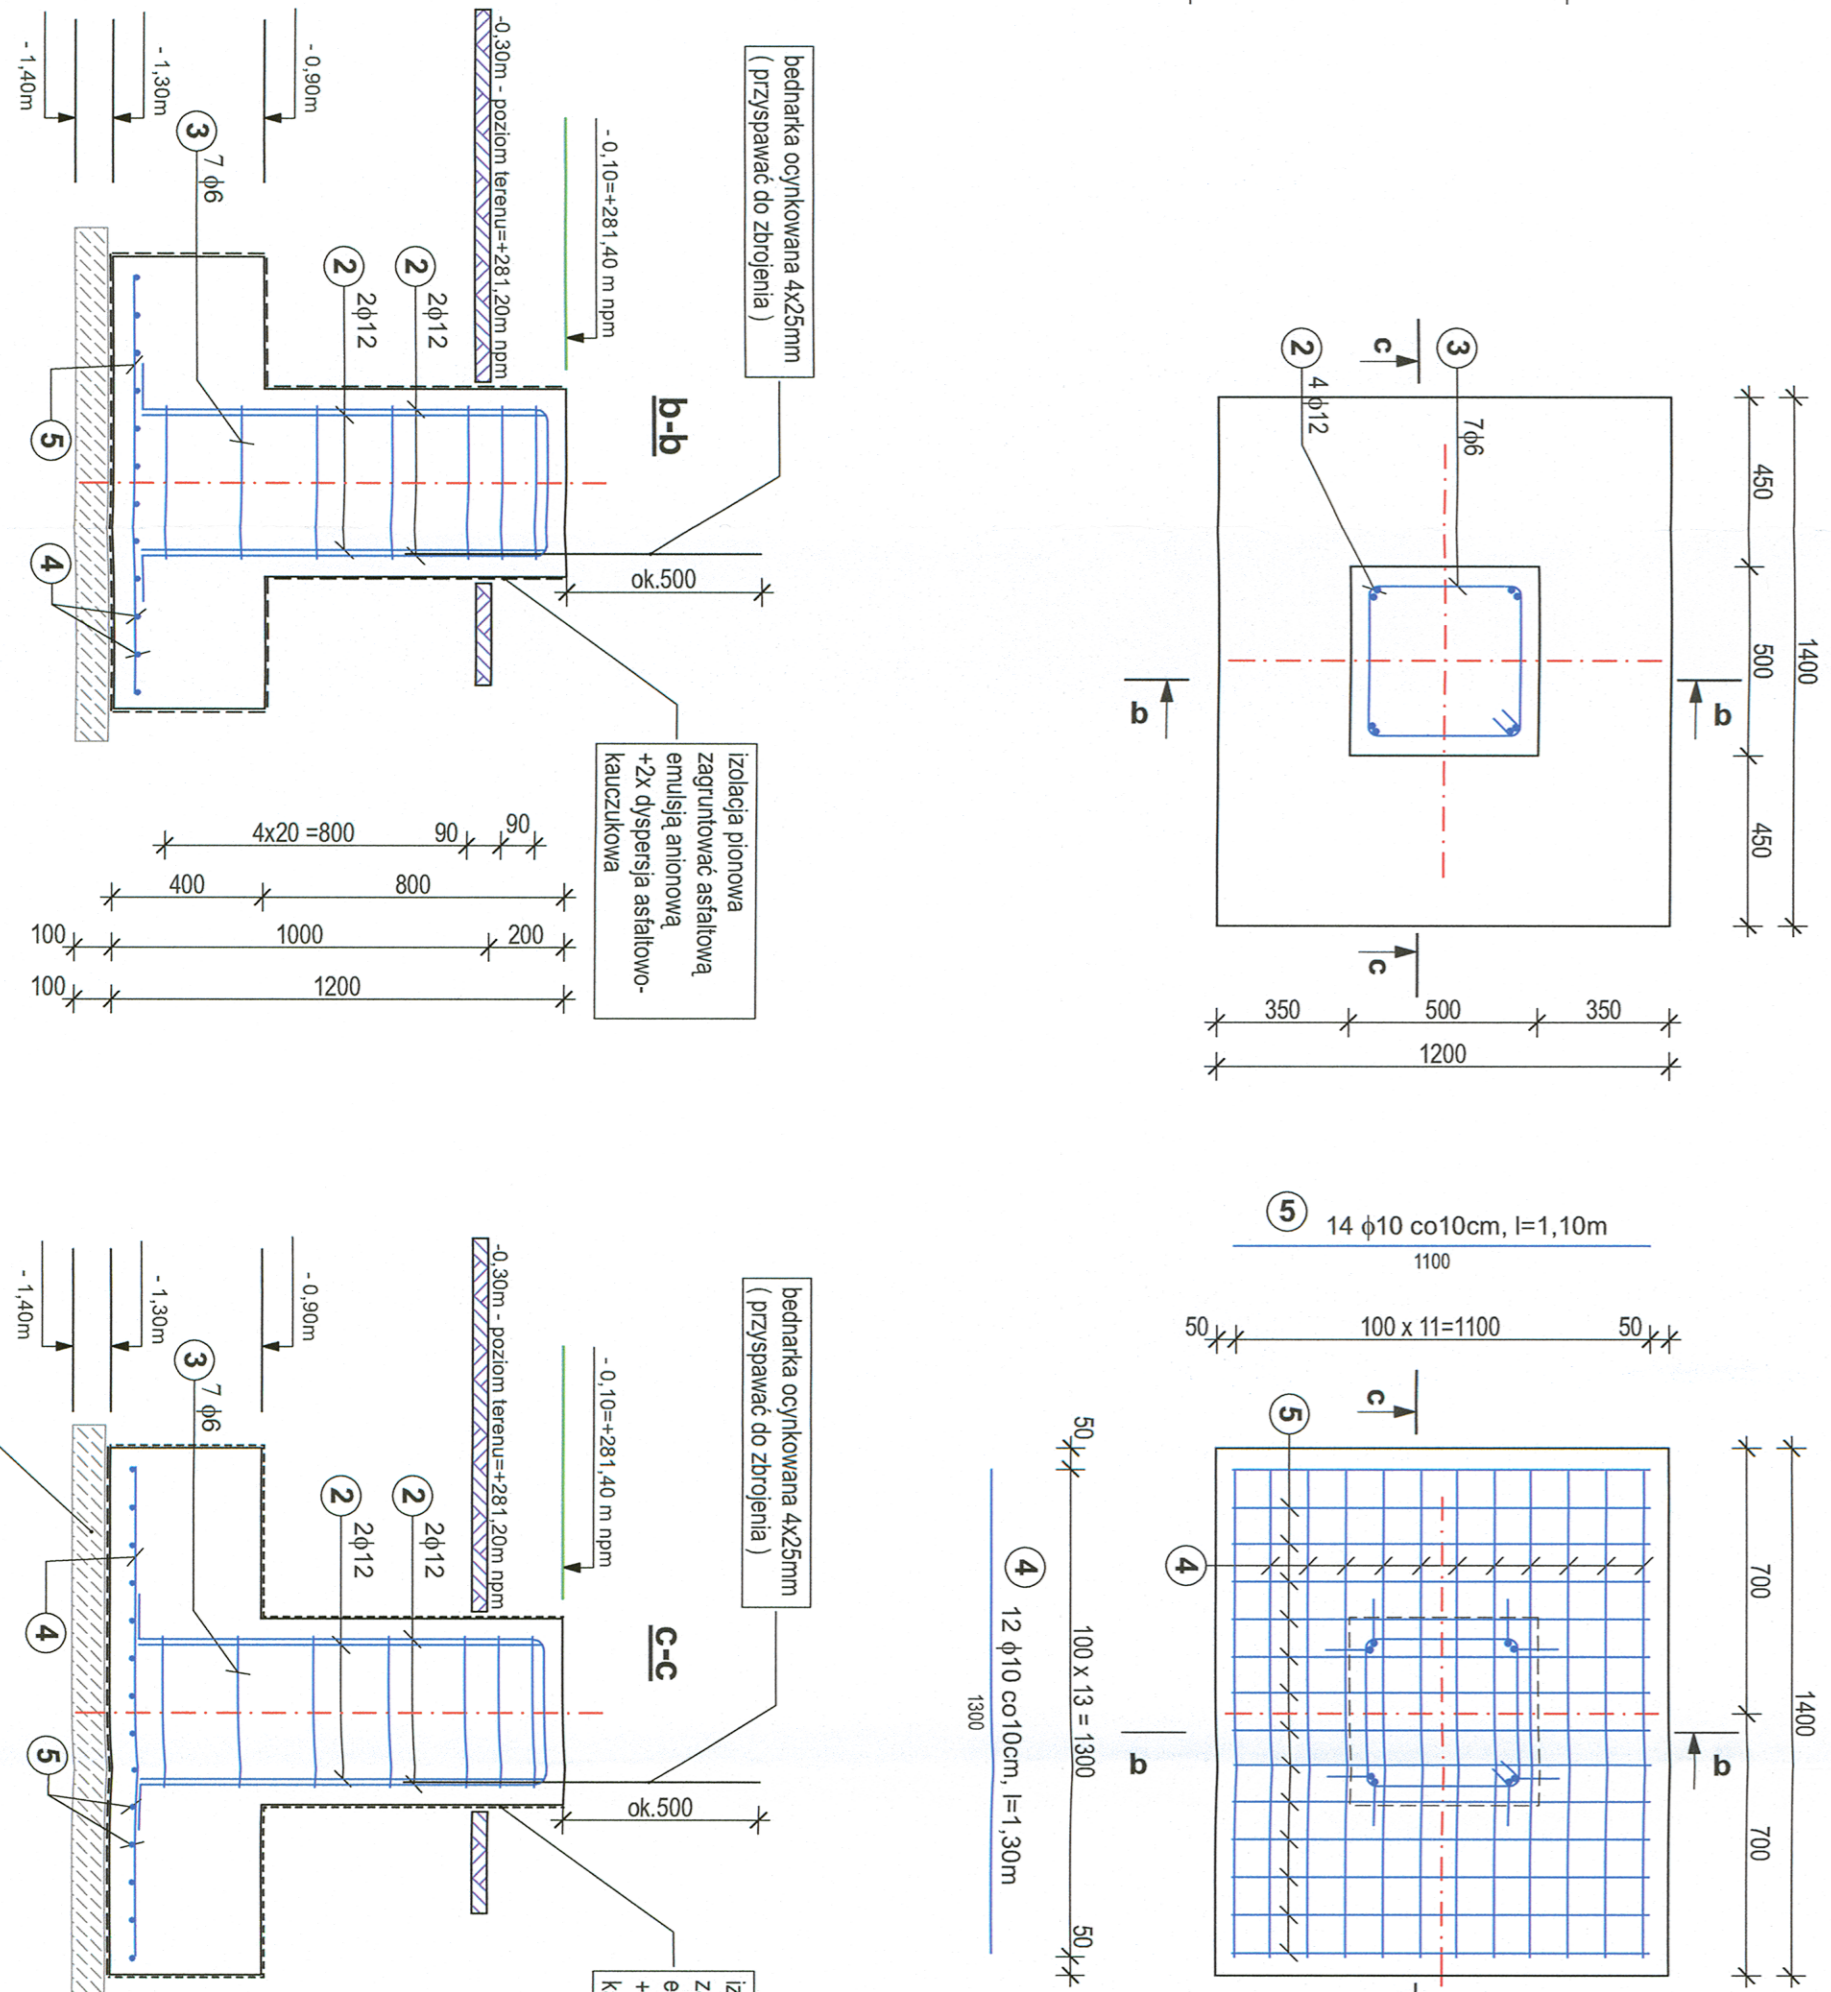 bednarka ocynkowana 4x25mm
( przyspawać do zbrojenia )
- 0,10=+281,40 m npm
-0,30m - poziom terenu=+281,20m npm
- 0,90m
- 1,30m
- 1,40m
3
7 ϕ6
2
2ϕ12
2
2ϕ12
b-b
5
4
ok.500
izolacja pionowa
zagruntować asfaltową
emulsją anionową
+2x dyspersja asfaltowo-
kauczukowa
4x20 =800
90
90
400
800
100
1000
200
100
1200
2
4 ϕ12
c
3
7ϕ6
450
500
450
1400
b
b
c
350
500
350
1200
bednarka ocynkowana 4x25mm
( przyspawać do zbrojenia )
- 0,10=+281,40 m npm
-0,30m - poziom terenu=+281,20m npm
- 0,90m
- 1,30m
- 1,40m
3
7 ϕ6
2
2ϕ12
2
2ϕ12
c-c
4
5
ok.500
iz
z
e
+
k
5
14 ϕ10 co10cm, l=1,10m
1100
50
100 x 11=1100
50
c
5
4
50
100 x 13 = 1300
50
4
12 ϕ10 co10cm, l=1,30m
1300
700
700
1400
b
b